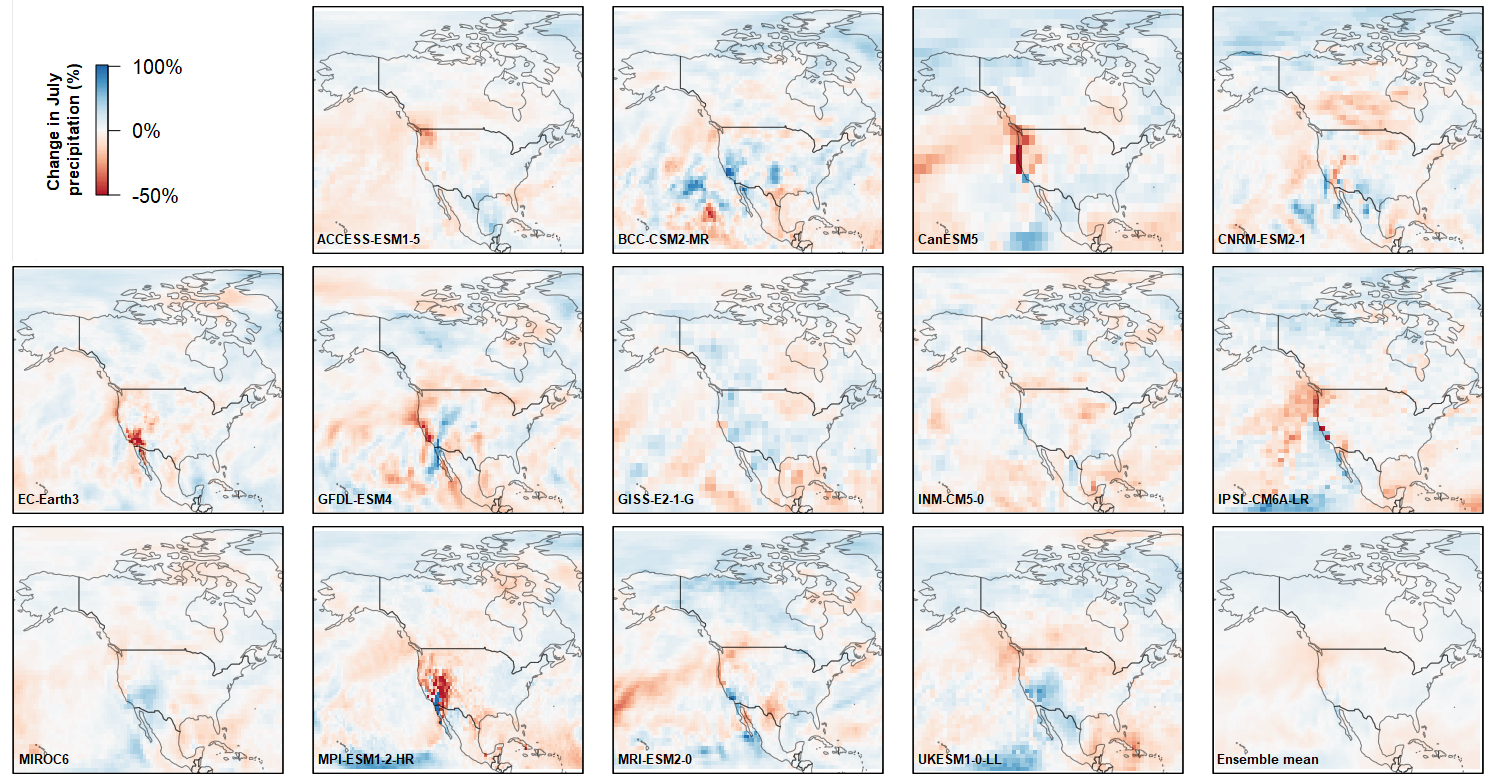 Change in July
precipitation (%)
100%
0%
-50%
ACCESS-ESM1-5
BCC-CSM2-MR
CanESM5
CNRM-ESM2-1
EC-Earth3
GFDL-ESM4
GISS-E2-1-G
INM-CM5-0
IPSL-CM6A-LR
MIROC6
MPI-ESM1-2-HR
MRI-ESM2-0
UKESM1-0-LL
Ensemble mean